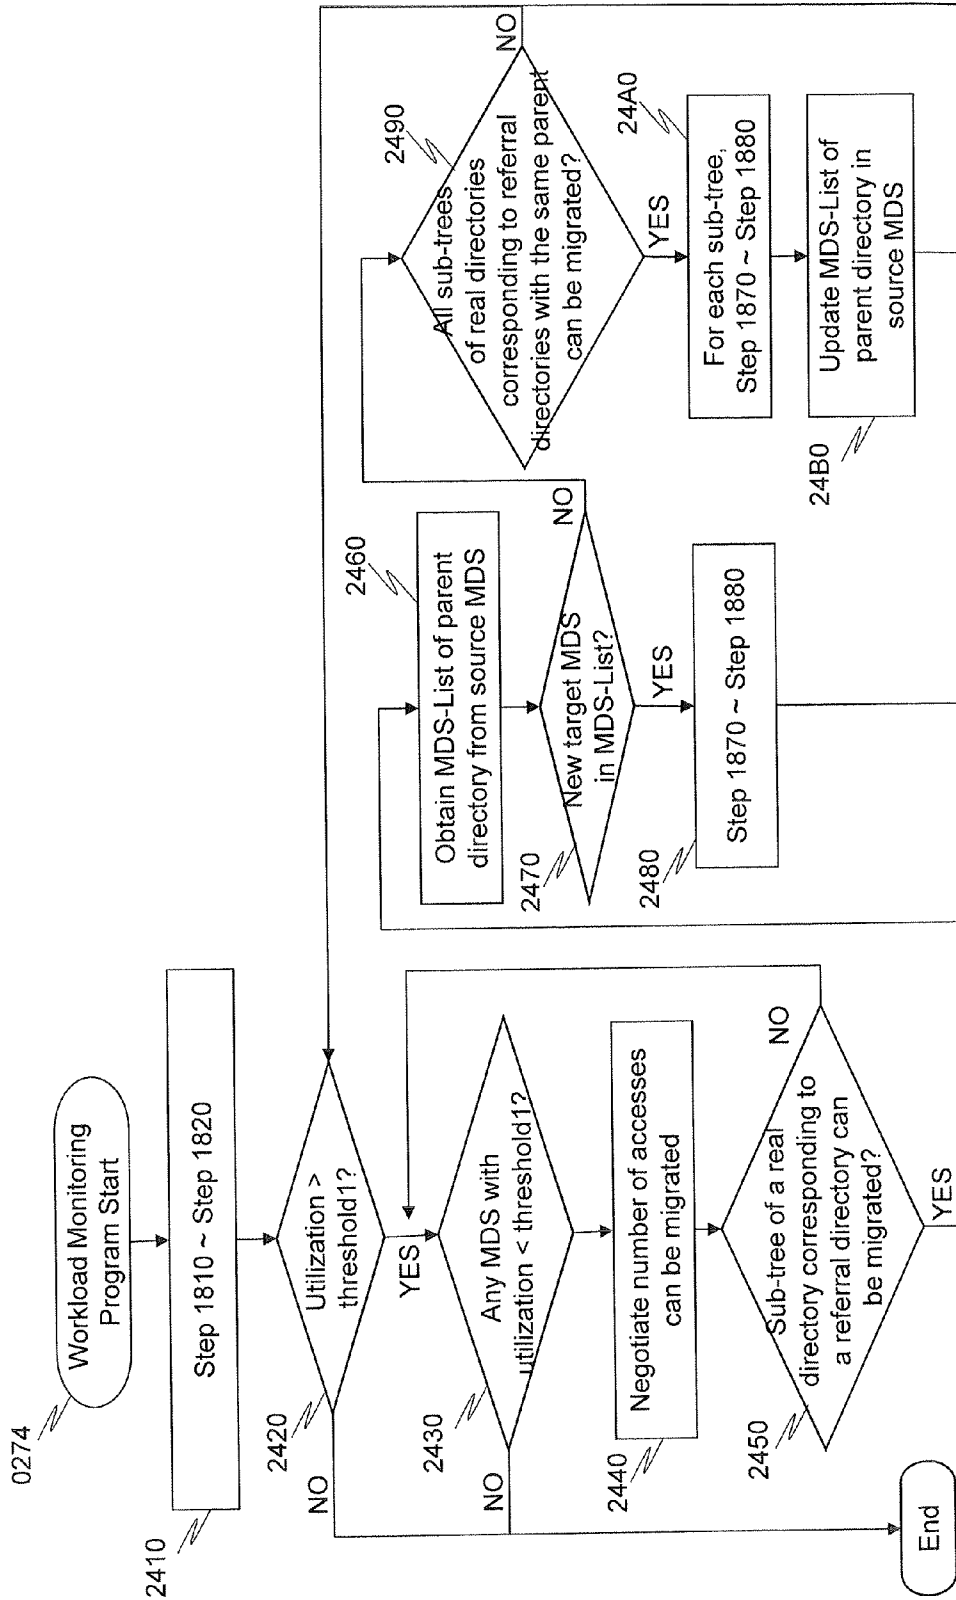 0274
Workload Monitoring
Program Start
2410
Step 1810 ~ Step 1820
2420
Utilization >
threshold1?
NO
YES
2430
Any MDS with
utilization < threshold1?
NO
2440
Negotiate number of accesses
can be migrated
2450
Sub-tree of a real
directory corresponding to
a referral directory can
be migrated?
NO
YES
End
2460
Obtain MDS-List of parent
directory from source MDS
2470
New target MDS
in MDS-List?
NO
YES
2480
Step 1870 ~ Step 1880
2490
All sub-trees
of real directories
corresponding to referral
directories with the same parent
can be migrated?
NO
YES
24A0
For each sub-tree,
Step 1870 ~ Step 1880
24B0
Update MDS-List of
parent directory in
source MDS